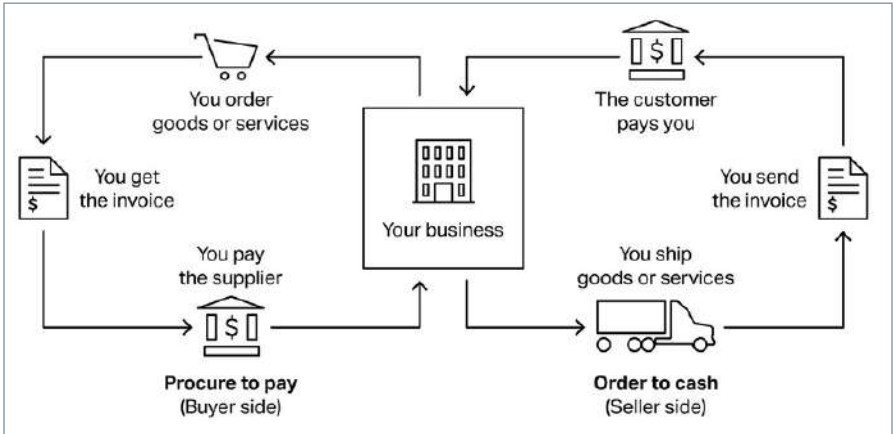 You order
goods or services
The customer
pays you
$
You get
the invoice
$
Your business
You send
the invoice
$
You pay
the supplier
$
You ship
goods or services
Procure to pay
(Buyer side)
Order to cash
(Seller side)